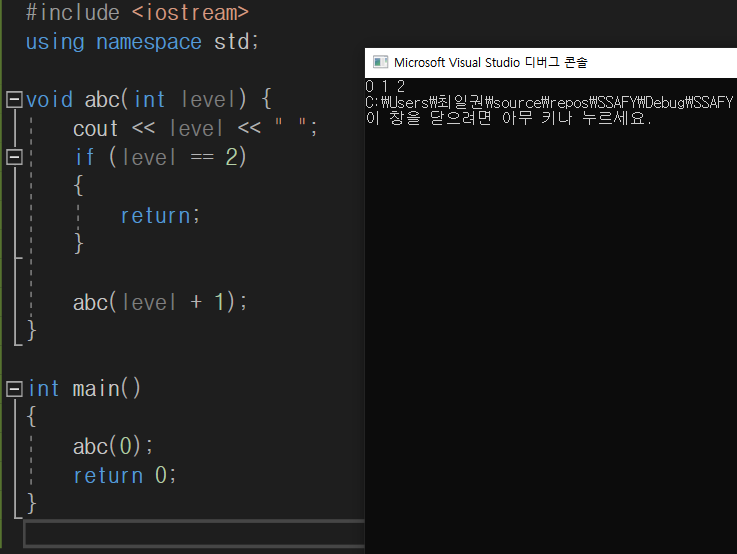 #include <iostream>
using namespace std;
void abc(int level) {
cout << level << " ";
if (level == 2)
{
return;
}
abc(level + 1);
}
int main()
{
abc(0);
return 0;
}
Microsoft Visual Studio 디버그 콘솔
0 1 2
C:₩Users₩최일권₩source₩repos₩SSAFY₩Debug₩SSAFY
이 창을 닫으려면 아무 키나 누르세요.